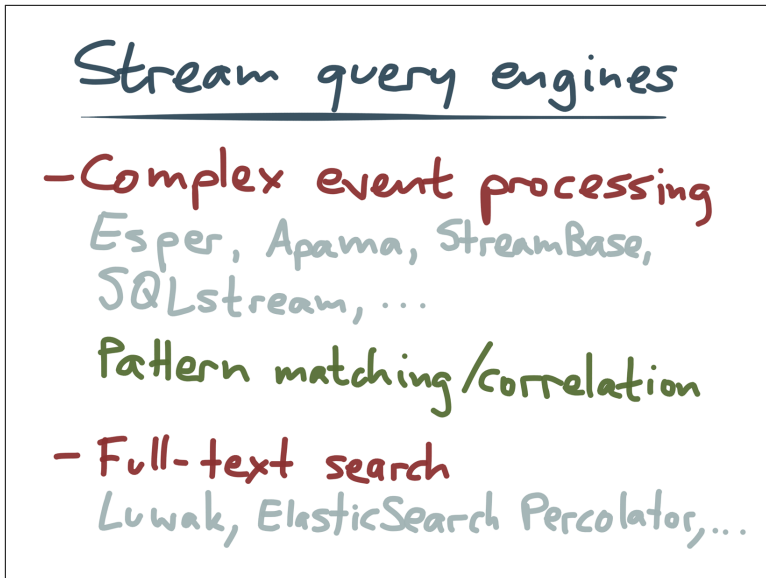 Stream query engines
- Complex event processing
Esper, Apama, StreamBase,
SQLstream, ...
Pattern matching/correlation
- Full-text search
Luwak, ElasticSearch Percolator,...